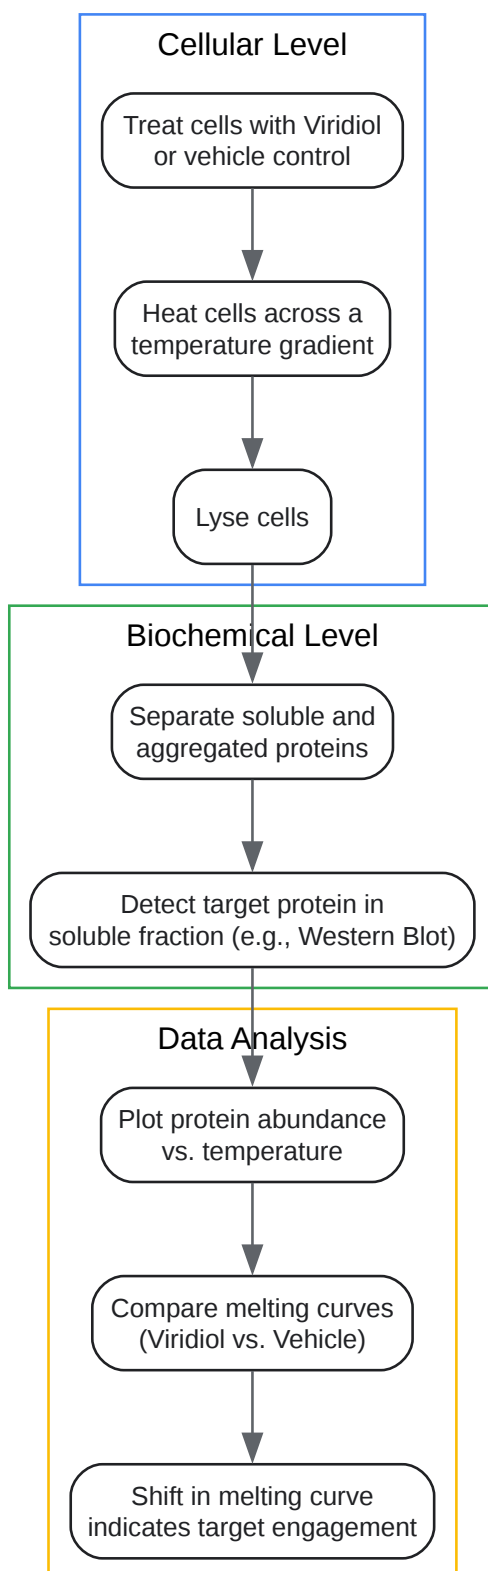 Cellular Level
Treat cells with Viridiol
or vehicle control
Heat cells across a
temperature gradient
Lyse cells
Biochemical Level
Separate soluble and
aggregated proteins
Detect target protein in
soluble fraction (e.g., Western Blot)
Data Analysis
Plot protein abundance
vs. temperature
Compare melting curves
(Viridiol vs. Vehicle)
Shift in melting curve
indicates target engagement